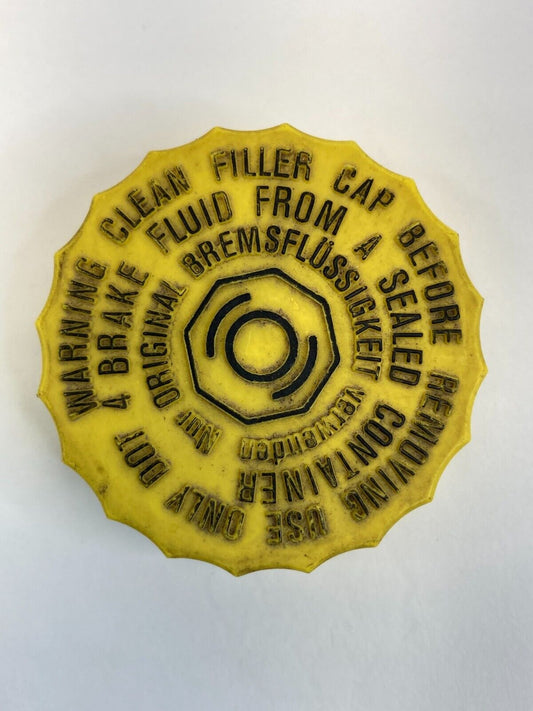 WARNING CLEAN FILLER CAP BEFORE REMOVING USE ONLY DOT
4 BRAKE FLUID FROM A SEALED CONTAINER
Nur ORIGINAL BREMSFLÜSSIGKEIT verwenden